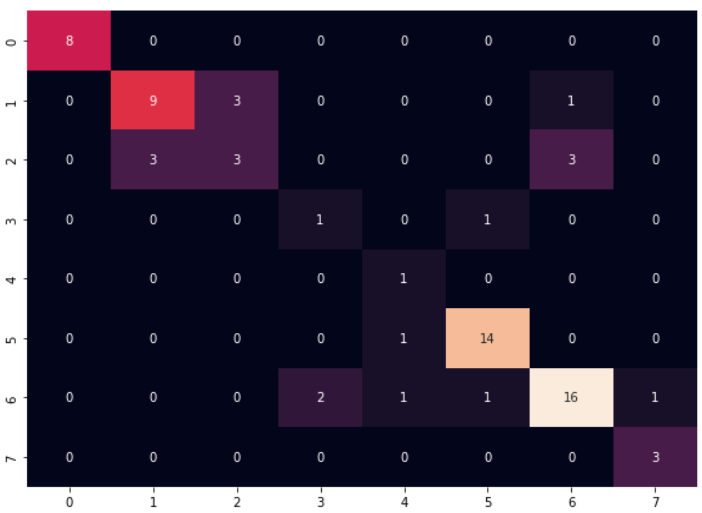 0 8 0 0 0 0 0 0 0
1 0 9 3 0 0 0 1 0
2 0 3 3 0 0 0 3 0
3 0 0 0 1 0 1 0 0
4 0 0 0 0 1 0 0 0
5 0 0 0 0 1 14 0 0
6 0 0 0 2 1 1 16 1
7 0 0 0 0 0 0 0 3
0 1 2 3 4 5 6 7